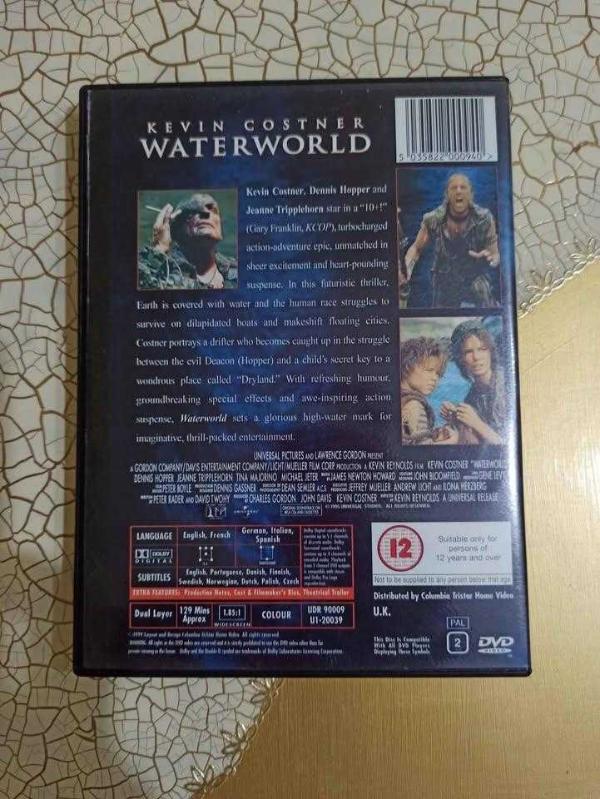 KEVIN COSTNER
WATERWORLD
5 035822 000940 >
Kevin Costner, Dennis Hopper and
Jeanne Tripplehorn star in a "10+!"
(Gary Franklin, KCOP), turbocharged
action-adventure epic, unmatched in
sheer excitement and heart-pounding
suspense. In this futuristic thriller,
Earth is covered with water and the human race struggles to
survive on dilapidated boats and makeshift floating cities.
Costner portrays a drifter who becomes caught up in the struggle
between the evil Deacon (Hopper) and a child's secret key to a
wondrous place called "Dryland." With refreshing humour,
groundbreaking special effects and awe-inspiring action
suspense, Waterworld sets a glorious high-water mark for
imaginative, thrill-packed entertainment.
UNIVERSAL PICTURES AND LAWRENCE GORDON PRESENT
A GORDON COMPANY/DAVIS ENTERTAINMENT COMPANY/LICHT/MUELLER FILM CORP PRODUCTION A KEVIN REYNOLDS FILM KEVIN COSTNER "WATERWORLD"
DENNIS HOPPER JEANNE TRIPPLEHORN TINA MAJORINO MICHAEL JETER JAMES NEWTON HOWARD JOHN BLOOMFIELD GENE LEVY
PETER BOYLE DENNIS GASSNER DEAN SEMLER ACS JEFFREY MUELLER ANDREW LICHT AND ILONA HERZBERG
PETER RADER AND DAVID TWOHY CHARLES GORDON JOHN DAVIS KEVIN COSTNER KEVIN REYNOLDS A UNIVERSAL RELEASE
LANGUAGE
English, French
German, Italian,
Spanish
DOLBY
DIGITAL
SUBTITLES
English, Portuguese, Danish, Finnish,
Swedish, Norwegian, Dutch, Polish, Czech
EXTRA FEATURES: Production Notes, Cast & Filmmaker's Bios, Theatrical Trailer
Dual Layer
129 Mins
Approx
1.85:1
WIDESCREEN
COLOUR
UDR 90009
U1-20039
12
Suitable only for
persons of
12 years and over
Not to be supplied to any person below that age
Distributed by Columbia Tristar Home Video
U.K.
PAL
2
This Disc is Compatible
With All DVD Players
Displaying these Symbols
DVD
VIDEO